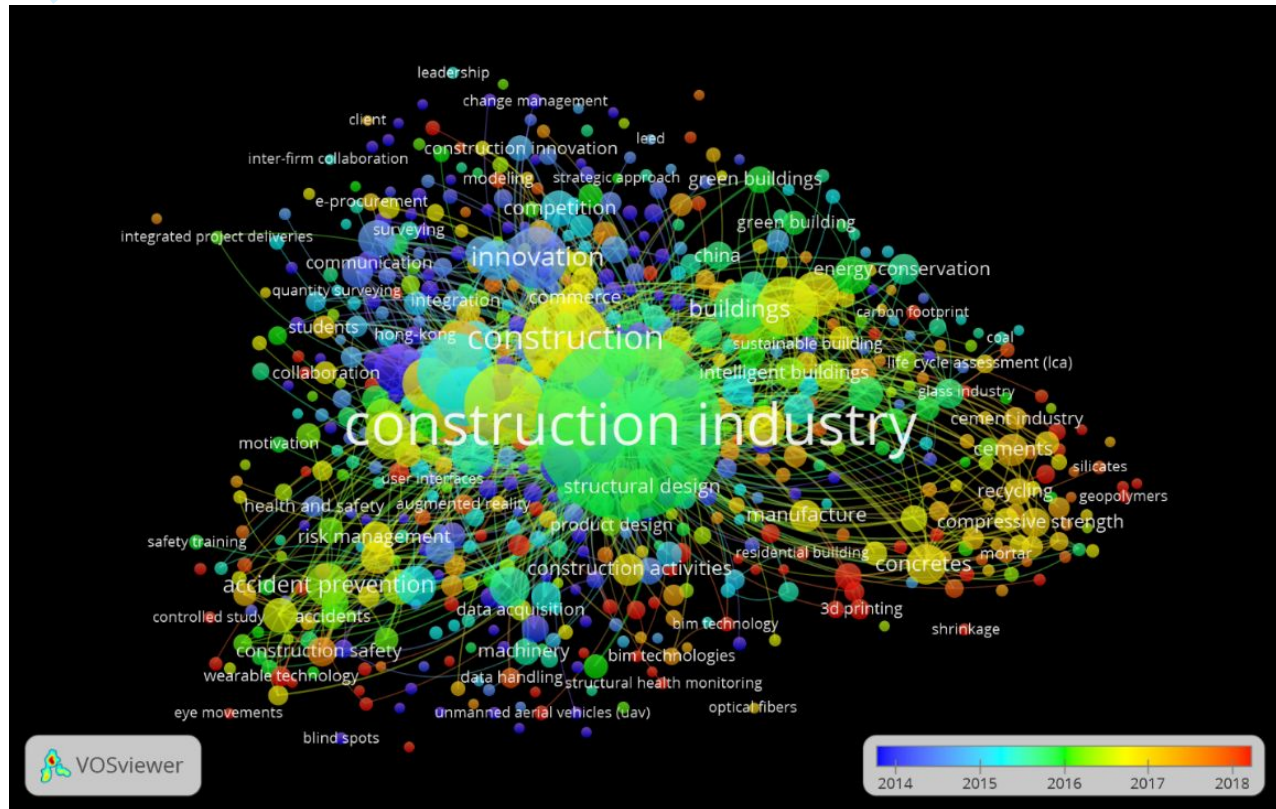 leadership
change management
client
leed
construction innovation
inter-firm collaboration
modeling
strategic approach
green buildings
e-procurement
competition
green building
surveying
integrated project deliveries
innovation
china
communication
energy conservation
quantity surveying
integration
commerce
buildings
carbon footprint
students
hong-kong
construction
sustainable building
coal
life cycle assessment (lca)
collaboration
intelligent buildings
glass industry
construction industry
cement industry
motivation
cements
silicates
user interfaces
structural design
recycling
geopolymers
health and safety
augmented reality
manufacture
compressive strength
product design
risk management
safety training
residential building
mortar
construction activities
concretes
accident prevention
data acquisition
3d printing
controlled study
accidents
bim technology
shrinkage
construction safety
machinery
bim technologies
wearable technology
data handling
structural health monitoring
eye movements
unmanned aerial vehicles (uav)
optical fibers
blind spots
VOSviewer
2014 2015 2016 2017 2018